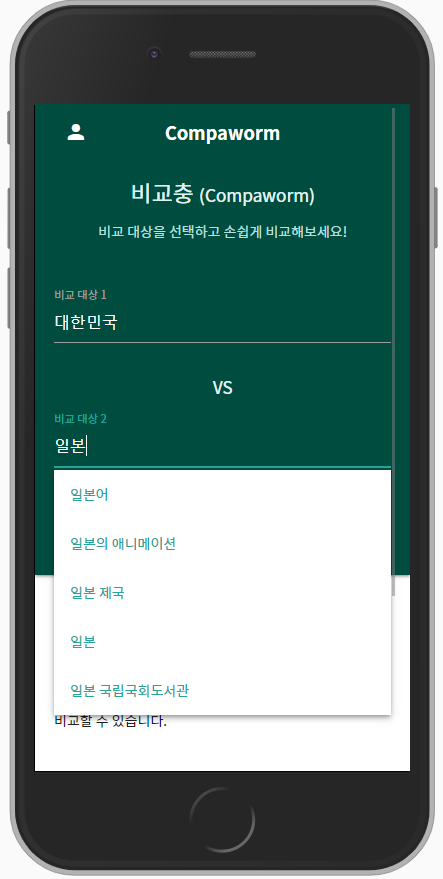 Compaworm
비교충 (Compaworm)
비교 대상을 선택하고 손쉽게 비교해보세요!
비교 대상 1
대한민국
VS
비교 대상 2
일본
일본어
일본의 애니메이션
일본 제국
일본
일본 국립국회도서관
비교할 수 있습니다.